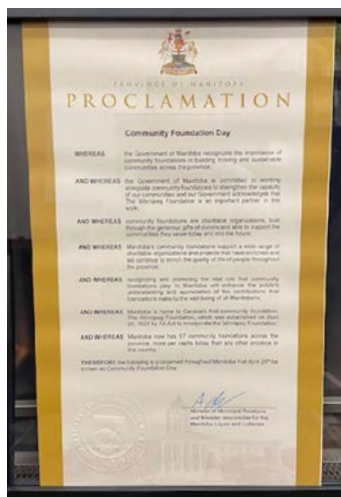 PROVINCE OF MANITOBA
PROCLAMATION
Community Foundation Day
WHEREAS the Government of Manitoba recognizes the importance of
community foundations in building thriving and sustainable
communities across the province;
AND WHEREAS the Government of Manitoba is committed to working
alongside community foundations to strengthen the capacity
of our communities and our Government acknowledges that
The Winnipeg Foundation is an important partner in this
work;
AND WHEREAS community foundations are charitable organizations, built
through the generous gifts of donors and able to support the
communities they serve today and into the future;
AND WHEREAS Manitoba's community foundations support a wide range of
charitable organizations and projects that have enriched and
will continue to enrich the quality of life of people throughout
the province;
AND WHEREAS recognizing and promoting the vital role that community
foundations play in Manitoba will enhance the public's
understanding and appreciation of the contributions that
foundations make to the well-being of all Manitobans;
AND WHEREAS Manitoba is home to Canada's first community foundation,
The Winnipeg Foundation, which was established on April
26, 1921 by An Act to Incorporate the Winnipeg Foundation;
AND WHEREAS Manitoba now has 57 community foundations across the
province, more per capita today than any other province in
the country;
THEREFORE the following is proclaimed throughout Manitoba that April be
known as Community Foundation Day.
Minister of Municipal Relations
and Minister responsible for the
Manitoba Liquor and Lotteries